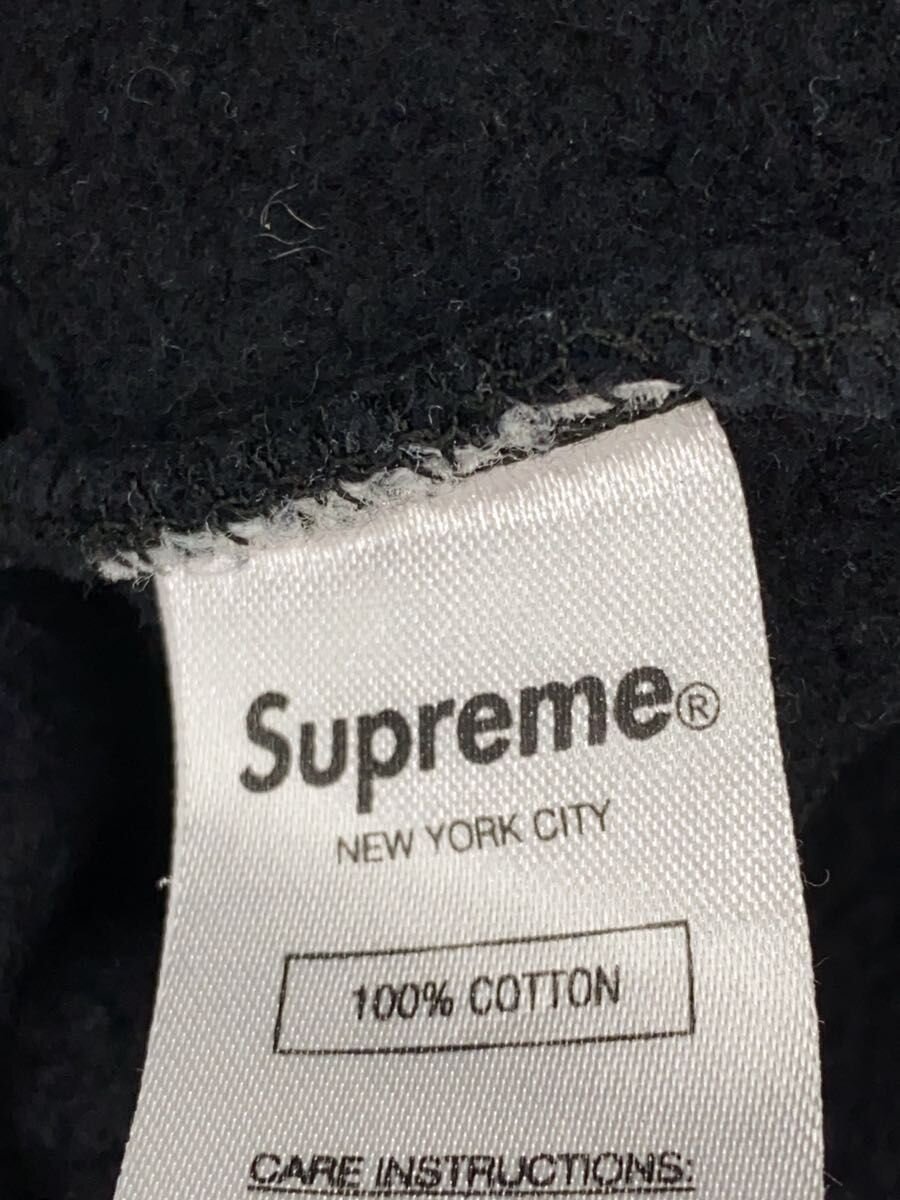 Supreme®
NEW YORK CITY
100% COTTON
CARE INSTRUCTIONS: